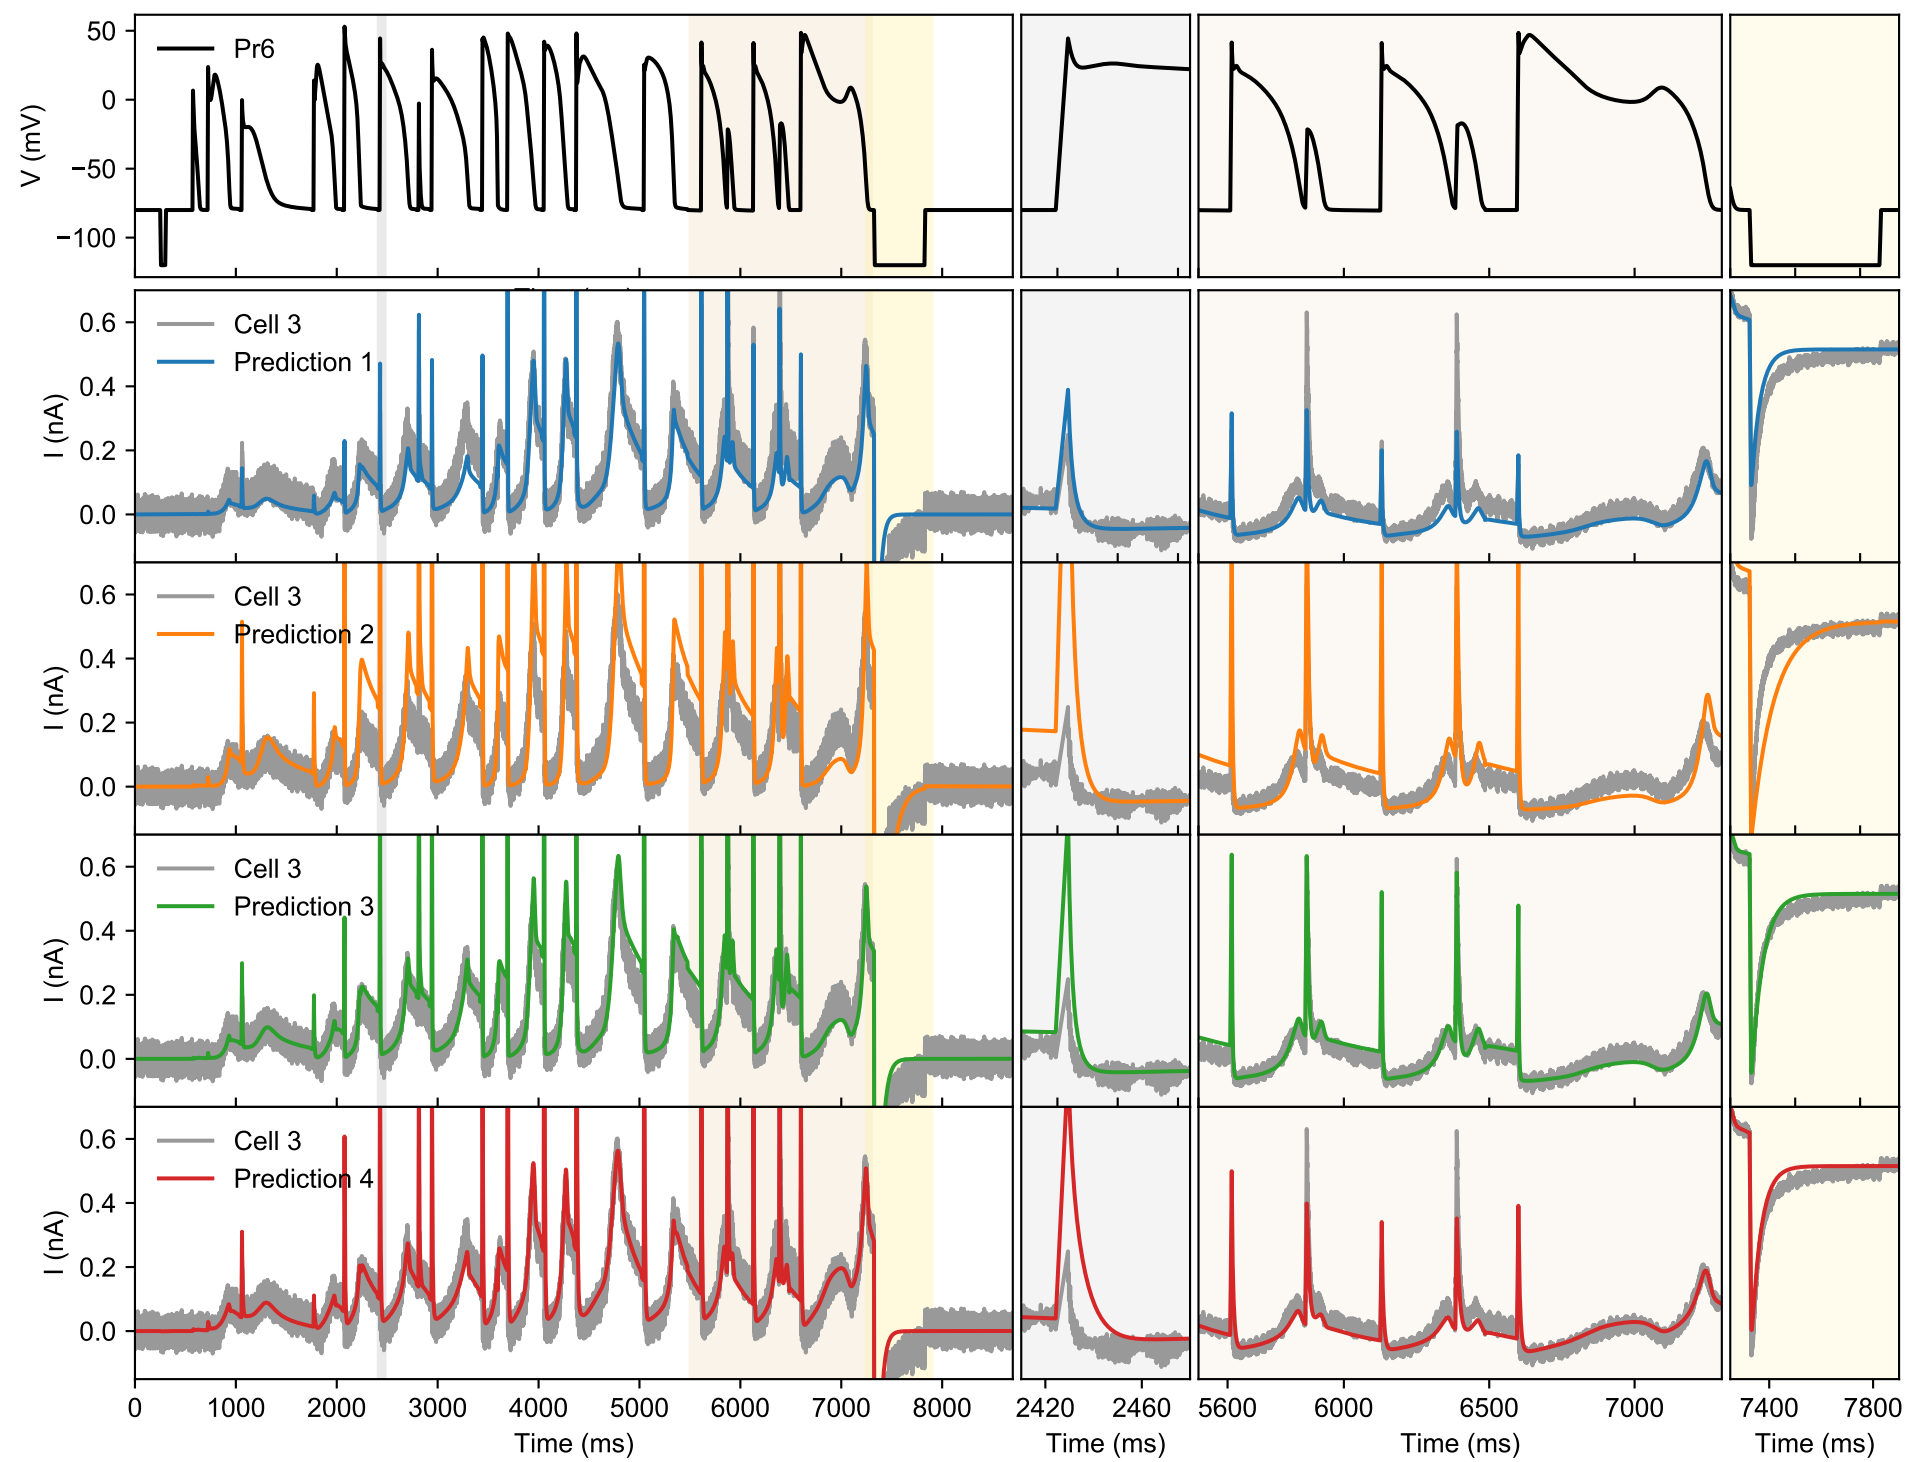 50
0
−50
−100
V (mV)
Pr6
0.6
0.4
0.2
0.0
I (nA)
Cell 3
Prediction 1
0.6
0.4
0.2
0.0
I (nA)
Cell 3
Prediction 2
0.6
0.4
0.2
0.0
I (nA)
Cell 3
Prediction 3
0.6
0.4
0.2
0.0
I (nA)
Cell 3
Prediction 4
0 1000 2000 3000 4000 5000 6000 7000 8000 2420 2460 5600 6000 6500 7000 7400 7800
Time (ms) Time (ms) Time (ms) Time (ms)